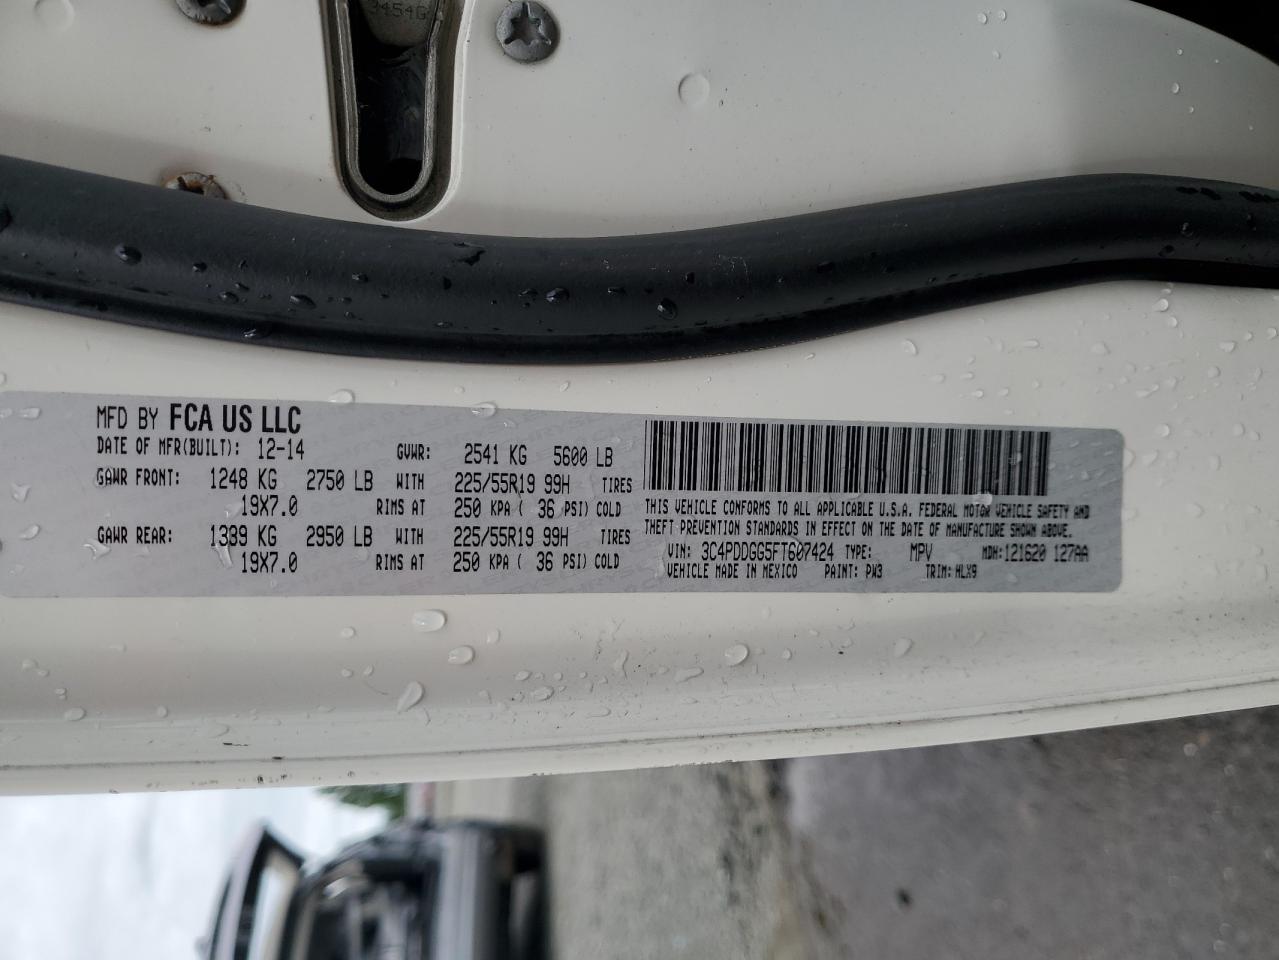 3454G
MFD BY FCA US LLC
DATE OF MFR(BUILT): 12-14 GVWR: 2541 KG 5600 LB
GAWR FRONT: 1248 KG 2750 LB WITH 225/55R19 99H TIRES
19X7.0 RIMS AT 250 KPA ( 36 PSI) COLD
GAWR REAR: 1339 KG 2950 LB WITH 225/55R19 99H TIRES
19X7.0 RIMS AT 250 KPA ( 36 PSI) COLD
THIS VEHICLE CONFORMS TO ALL APPLICABLE U.S.A. FEDERAL MOTOR VEHICLE SAFETY AND
THEFT PREVENTION STANDARDS IN EFFECT ON THE DATE OF MANUFACTURE SHOWN ABOVE.
VIN: 3C4PDDGG5FT607424 TYPE: MPV MDH:121620 127AA
VEHICLE MADE IN MEXICO PAINT: PW3 TRIM: HLX9